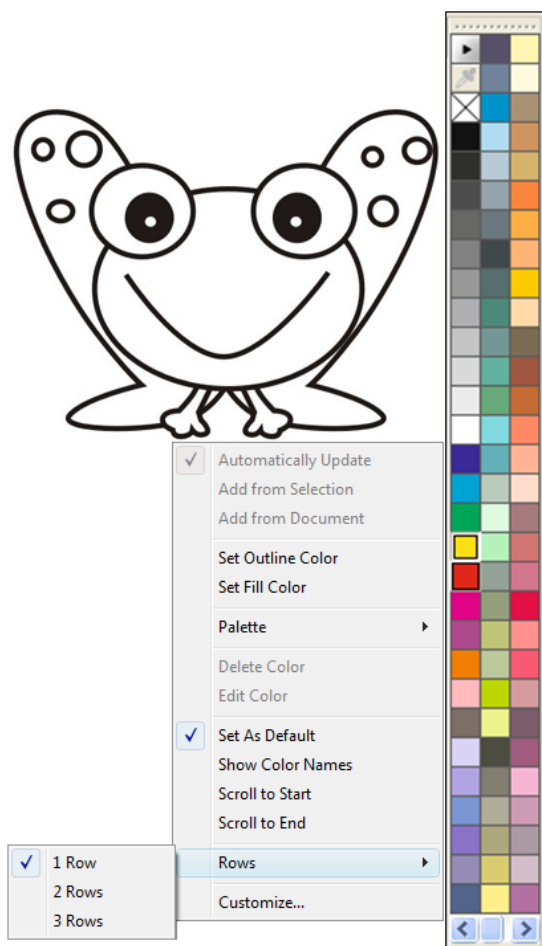 Automatically Update
Add from Selection
Add from Document
Set Outline Color
Set Fill Color
Palette
Delete Color
Edit Color
Set As Default
Show Color Names
Scroll to Start
Scroll to End
Rows
1 Row
2 Rows
3 Rows
Customize...